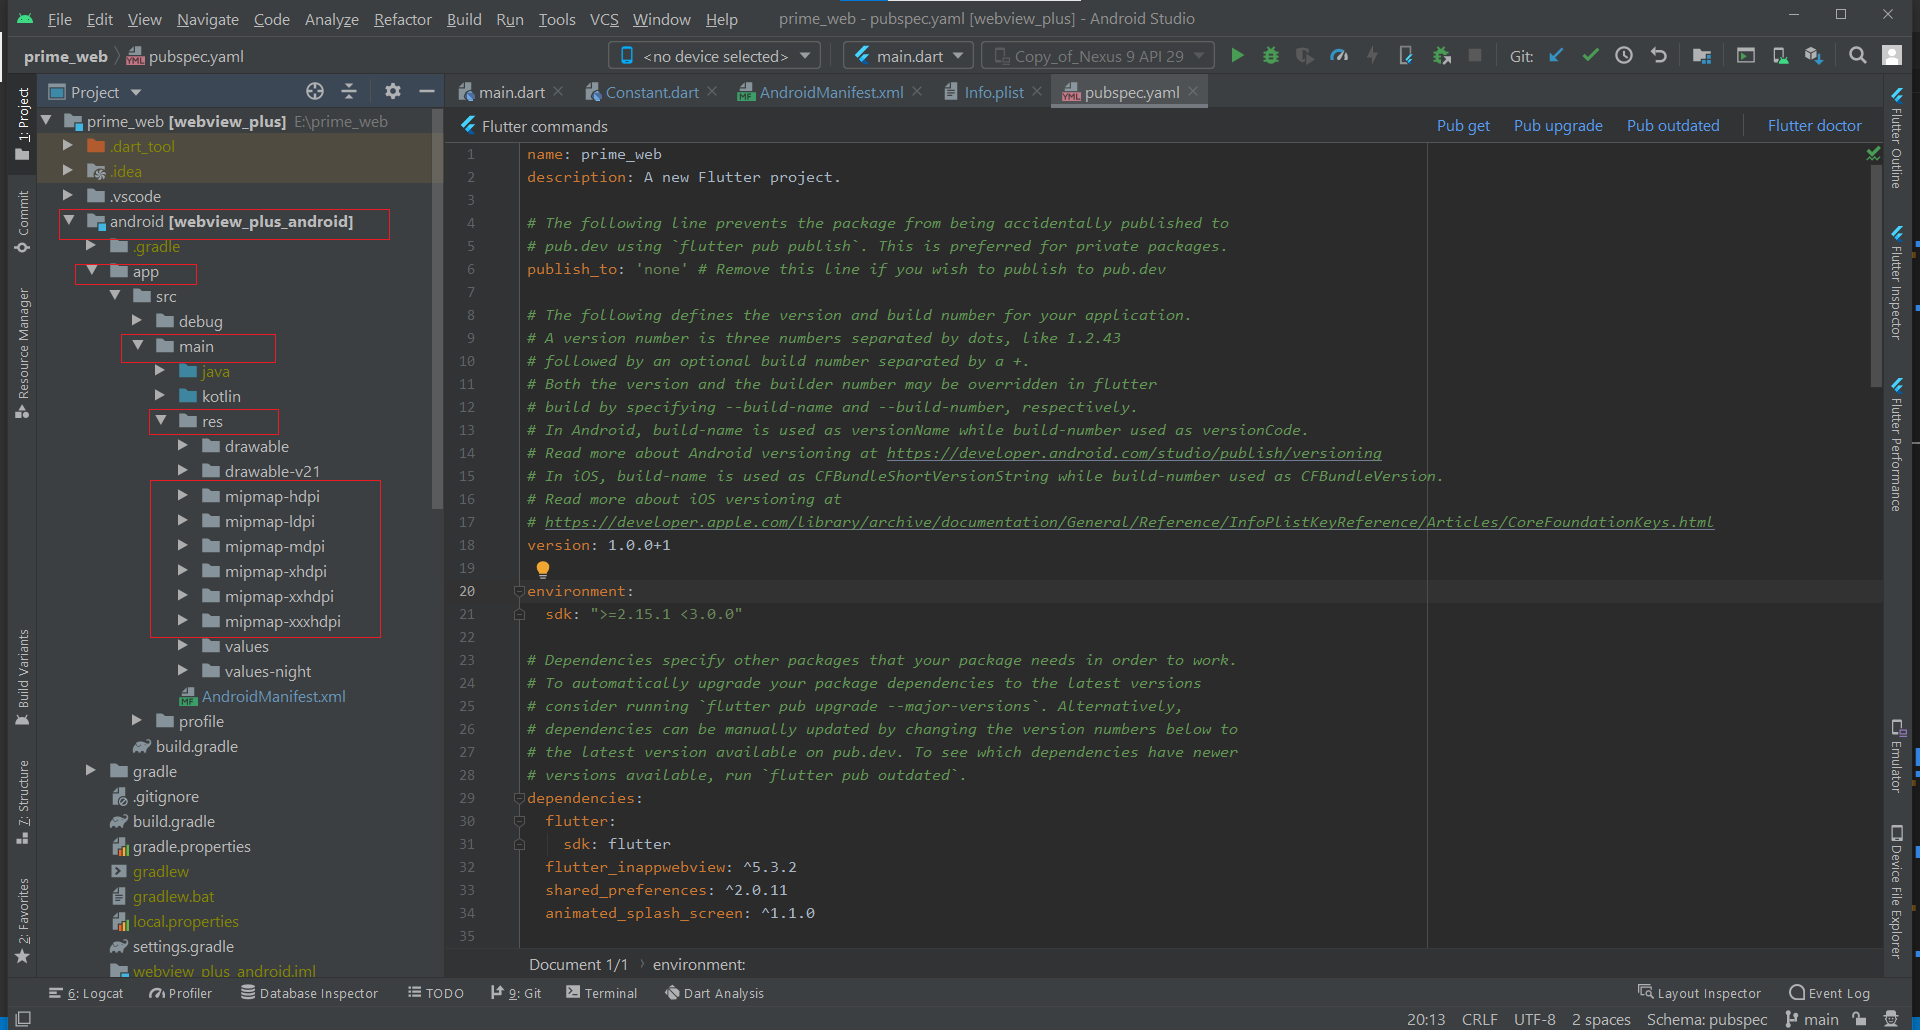 File Edit View Navigate Code Analyze Refactor Build Run Tools VCS Window Help prime_web - pubspec.yaml [webview_plus] - Android Studio
prime_web pubspec.yaml <no device selected> main.dart Copy_of_Nexus 9 API 29 Git:
Project
main.dart Constant.dart AndroidManifest.xml Info.plist pubspec.yaml
Flutter commands Pub get Pub upgrade Pub outdated Flutter doctor
1: Project
Commit
Resource Manager
Build Variants
7: Structure
2: Favorites
prime_web [webview_plus] E:\prime_web
.dart_tool
.idea
.vscode
android [webview_plus_android]
.gradle
app
src
debug
main
java
kotlin
res
drawable
drawable-v21
mipmap-hdpi
mipmap-ldpi
mipmap-mdpi
mipmap-xhdpi
mipmap-xxhdpi
mipmap-xxxhdpi
values
values-night
AndroidManifest.xml
profile
build.gradle
gradle
.gitignore
build.gradle
gradle.properties
gradlew
gradlew.bat
local.properties
settings.gradle
webview_plus_android.iml
1 name: prime_web
2 description: A new Flutter project.
3
4 # The following line prevents the package from being accidentally published to
5 # pub.dev using `flutter pub publish`. This is preferred for private packages.
6 publish_to: 'none' # Remove this line if you wish to publish to pub.dev
7
8 # The following defines the version and build number for your application.
9 # A version number is three numbers separated by dots, like 1.2.43
10 # followed by an optional build number separated by a +.
11 # Both the version and the builder number may be overridden in flutter
12 # build by specifying --build-name and --build-number, respectively.
13 # In Android, build-name is used as versionName while build-number used as versionCode.
14 # Read more about Android versioning at https://developer.android.com/studio/publish/versioning
15 # In iOS, build-name is used as CFBundleShortVersionString while build-number used as CFBundleVersion.
16 # Read more about iOS versioning at
17 # https://developer.apple.com/library/archive/documentation/General/Reference/InfoPlistKeyReference/Articles/CoreFoundationKeys.html
18 version: 1.0.0+1
19
20 environment:
21 sdk: ">=2.15.1 <3.0.0"
22
23 # Dependencies specify other packages that your package needs in order to work.
24 # To automatically upgrade your package dependencies to the latest versions
25 # consider running `flutter pub upgrade --major-versions`. Alternatively,
26 # dependencies can be manually updated by changing the version numbers below to
27 # the latest version available on pub.dev. To see which dependencies have newer
28 # versions available, run `flutter pub outdated`.
29 dependencies:
30 flutter:
31 sdk: flutter
32 flutter_inappwebview: ^5.3.2
33 shared_preferences: ^2.0.11
34 animated_splash_screen: ^1.1.0
35
Document 1/1 environment:
Flutter Outline
Flutter Inspector
Flutter Performance
Emulator
Device File Explorer
6: Logcat Profiler Database Inspector TODO 9: Git Terminal Dart Analysis Layout Inspector Event Log
20:13 CRLF UTF-8 2 spaces Schema: pubspec main